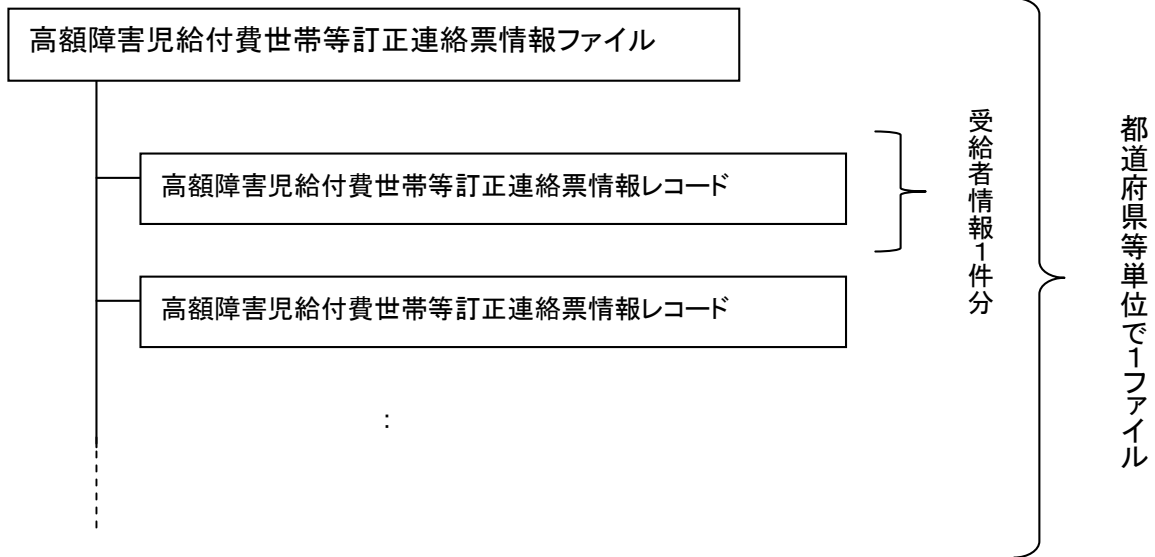 高額障害児給付費世帯等訂正連絡票情報ファイル
高額障害児給付費世帯等訂正連絡票情報レコード
高額障害児給付費世帯等訂正連絡票情報レコード
:
受給者情報1件分
都道府県等単位で1ファイル